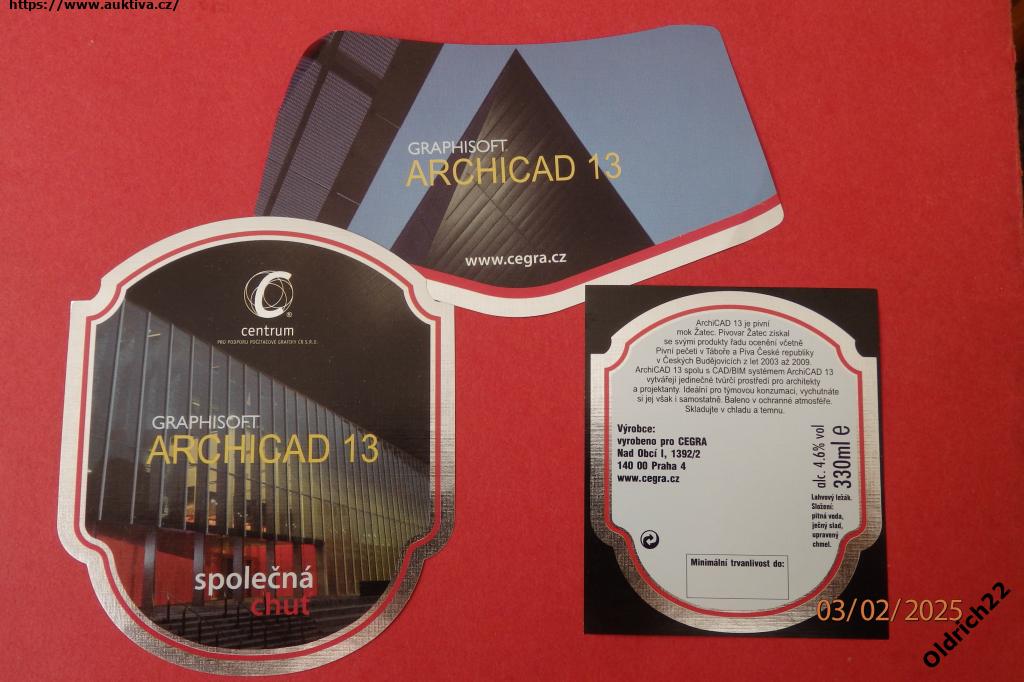 https://www.auktiva.cz/
GRAPHISOFT.
ARCHICAD 13
www.cegra.cz
C
®
centrum
PRO PODPORU POČÍTAČOVÉ GRAFIKY ČR S.R.O.
GRAPHISOFT.
ARCHICAD 13
společná
chuť
ArchiCAD 13 je pivní
mok Žatec. Pivovar Žatec získal
se svými produkty řadu ocenění včetně
Pivní pečeti v Táboře a Piva České republiky
v Českých Budějovicích z let 2003 až 2009.
ArchiCAD 13 spolu s CAD/BIM systémem ArchiCAD 13
vytvářejí jedinečné tvůrčí prostředí pro architekty
a projektanty. Ideální pro týmovou konzumaci, vychutnáte
si jej však i samostatně. Baleno v ochranné atmosféře.
Skladujte v chladu a temnu.
Výrobce:
vyrobeno pro CEGRA
Nad Obcí I, 1392/2
140 00 Praha 4
www.cegra.cz
alc. 4.6% vol
330ml e
Lahvový ležák.
Složení:
pitná voda,
ječný slad,
upravený
chmel.
Minimální trvanlivost do:
03/02/2025
Oldrich22